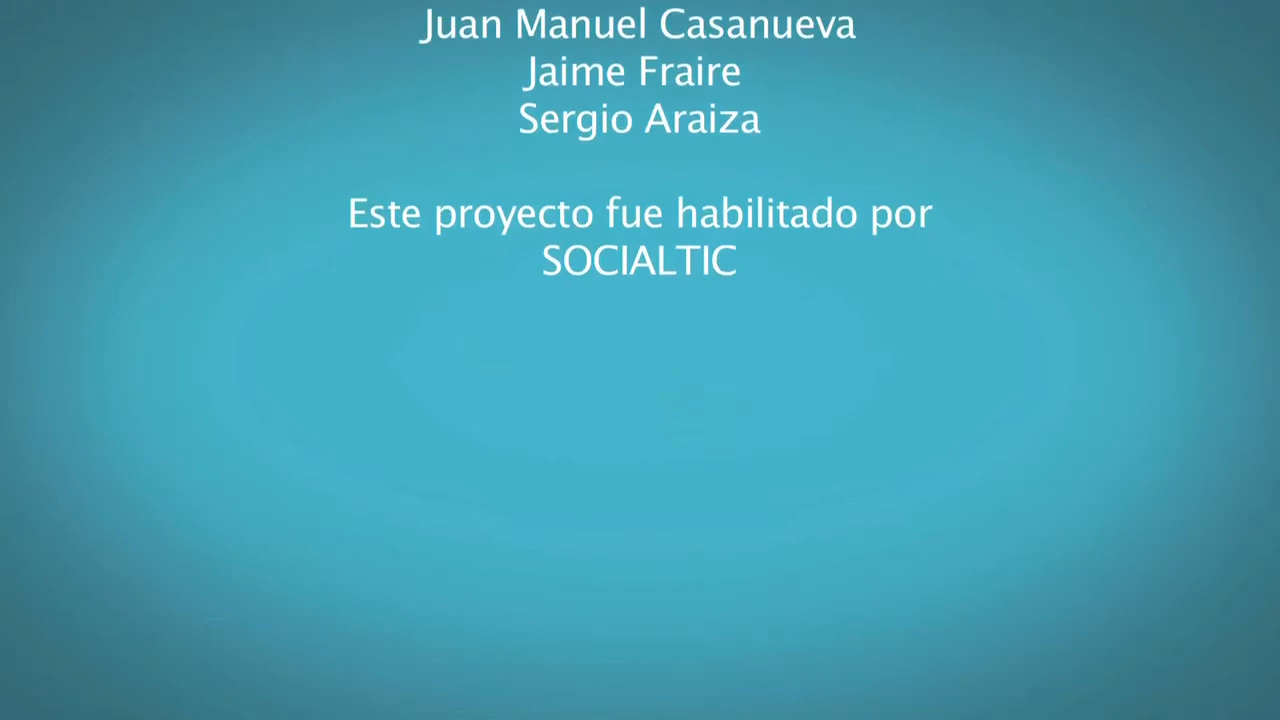 Juan Manuel Casanueva
Jaime Fraire
Sergio Araiza
Este proyecto fue habilitado por
SOCIALTIC